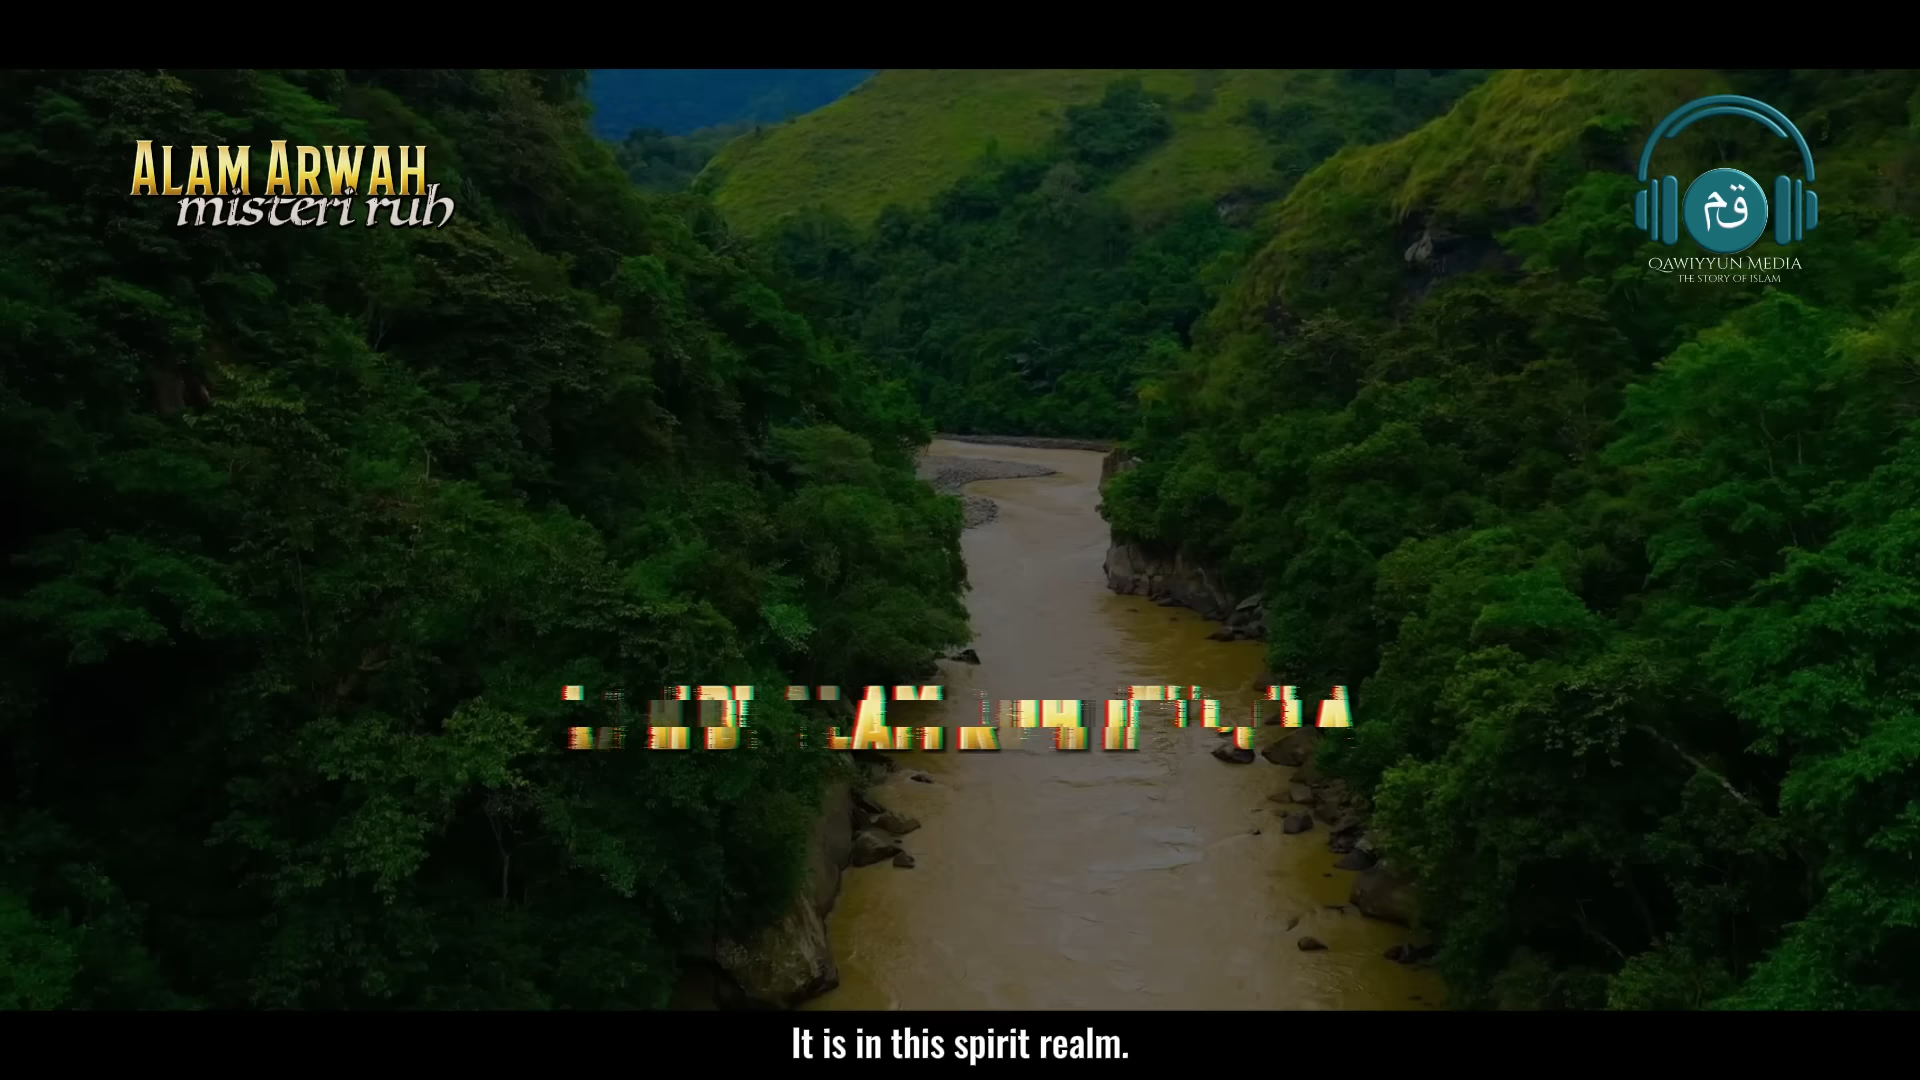 ALAM ARWAH
misteri ruh
قم
QAWIYYUN MEDIA
THE STORY OF ISLAM
It is in this spirit realm.